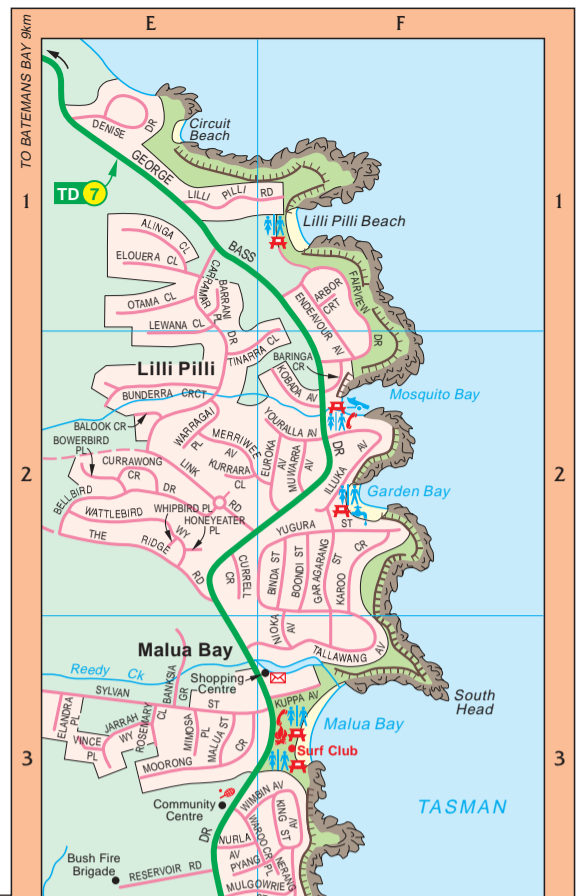 E
F
TO BATEMANS BAY 9km
1
1
2
2
3
3
DENISE DR
Circuit
Beach
GEORGE
TD 7
LILLI PILLI RD
Lilli Pilli Beach
BASS
ALINGA CL
ELOUERA CL
CARRAMAR PL
BARRANI
DR
OTAMA CL
LEWANA CL
TINARRA CL
ARBOR
CRT
ENDEAVOUR
AV
FAIRVIEW
DR
Lilli Pilli
BARINGA
CR
KOBADA AV
Mosquito Bay
BUNDERRA CRCT
BALOOK CR
BOWERBIRD
PL
WARRAGAI
PL
MERRIWEE
AV
KURRARA
CL
YOURALLA AV
EUROKA AV
MUWARRA AV
DR
ILLUKA AV
CURRAWONG
CR
DR
LINK
RD
BELLBIRD
WATTLEBIRD
WHIPBIRD PL
HONEYEATER
PL
THE RIDGE RD
WY
Garden Bay
YUGURA ST
CURRELL
CR
BINDA ST
BOONDI ST
GARAGARANG
KAROO ST
CR
NIOKA AV
TALLAWANG AV
Malua Bay
Reedy Ck
Shopping
Centre
SYLVAN ST
BANKSIA
GR
KUPPA AV
South
Head
ELANDRA
PL
VINCE
PL
JARRAH
WY
ROSEMARY
CL
MIMOSA
PL
MALUA ST
CR
MOORONG
Malua Bay
Surf Club
Community
Centre
WIMBIN AV
KING ST
AV
TASMAN
DR
NURLA
AV
WAROO CR
PYANG
PL
NERANG
MULGOWRIE
Bush Fire
Brigade
RESERVOIR RD